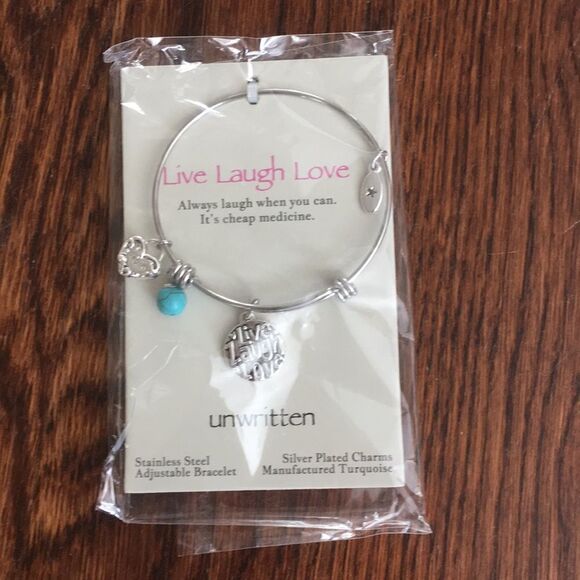 Live Laugh Love
Always laugh when you can.
It's cheap medicine.
Live
Laugh
Love
unwritten
Stainless Steel
Adjustable Bracelet
Silver Plated Charms
Manufactured Turquoise